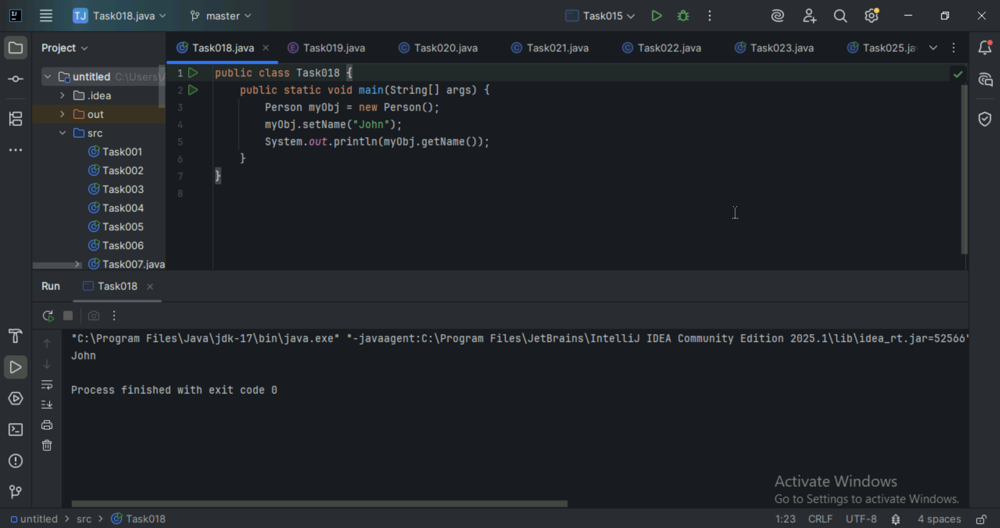 TJ Task018.java master Task015
Project
Task018.java Task019.java Task020.java Task021.java Task022.java Task023.java Task025.ja
untitled C:\Users\
.idea
out
src
Task001
Task002
Task003
Task004
Task005
Task006
Task007.java
1 public class Task018 {
2 public static void main(String[] args) {
3 Person myObj = new Person();
4 myObj.setName("John");
5 System.out.println(myObj.getName());
6 }
7 }
8
Run Task018
"C:\Program Files\Java\jdk-17\bin\java.exe" "-javaagent:C:\Program Files\JetBrains\IntelliJ IDEA Community Edition 2025.1\lib\idea_rt.jar=52566"
John
Process finished with exit code 0
Activate Windows
Go to Settings to activate Windows.
untitled > src > Task018 1:23 CRLF UTF-8 4 spaces